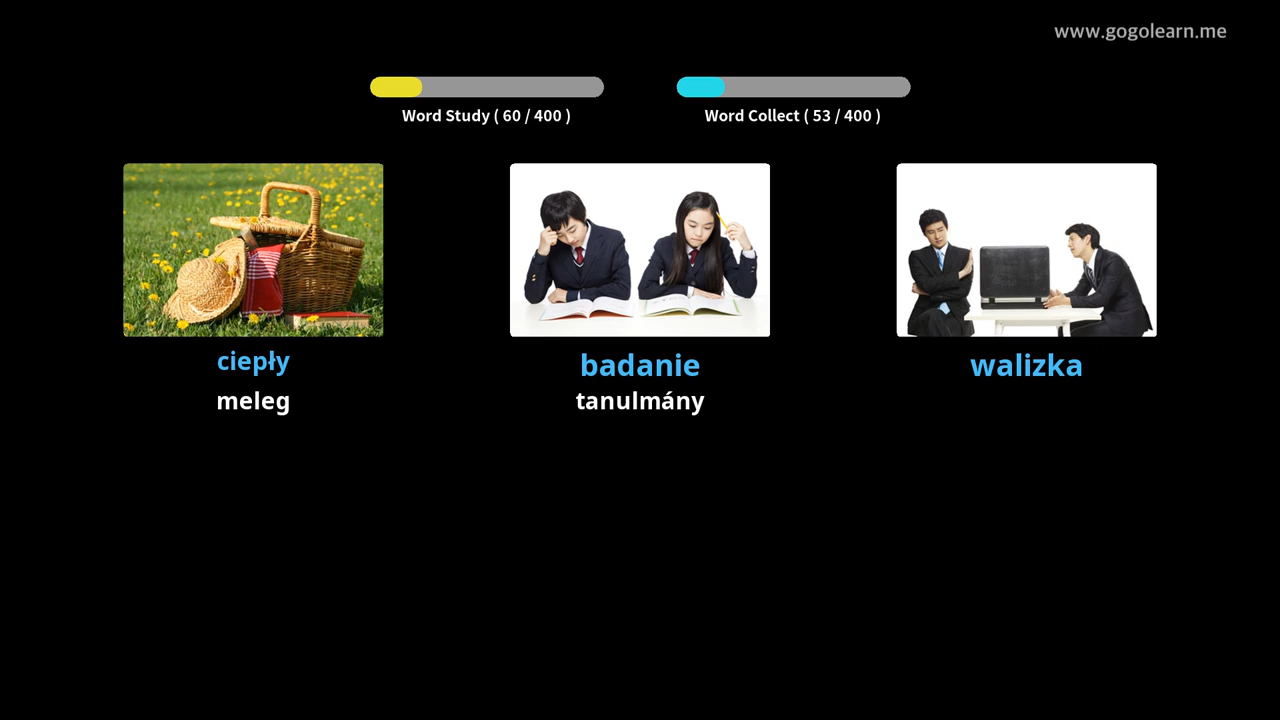 www.gogolearn.me
Word Study ( 60 / 400 )
Word Collect ( 53 / 400 )
ciepły
meleg
badanie
tanulmány
walizka